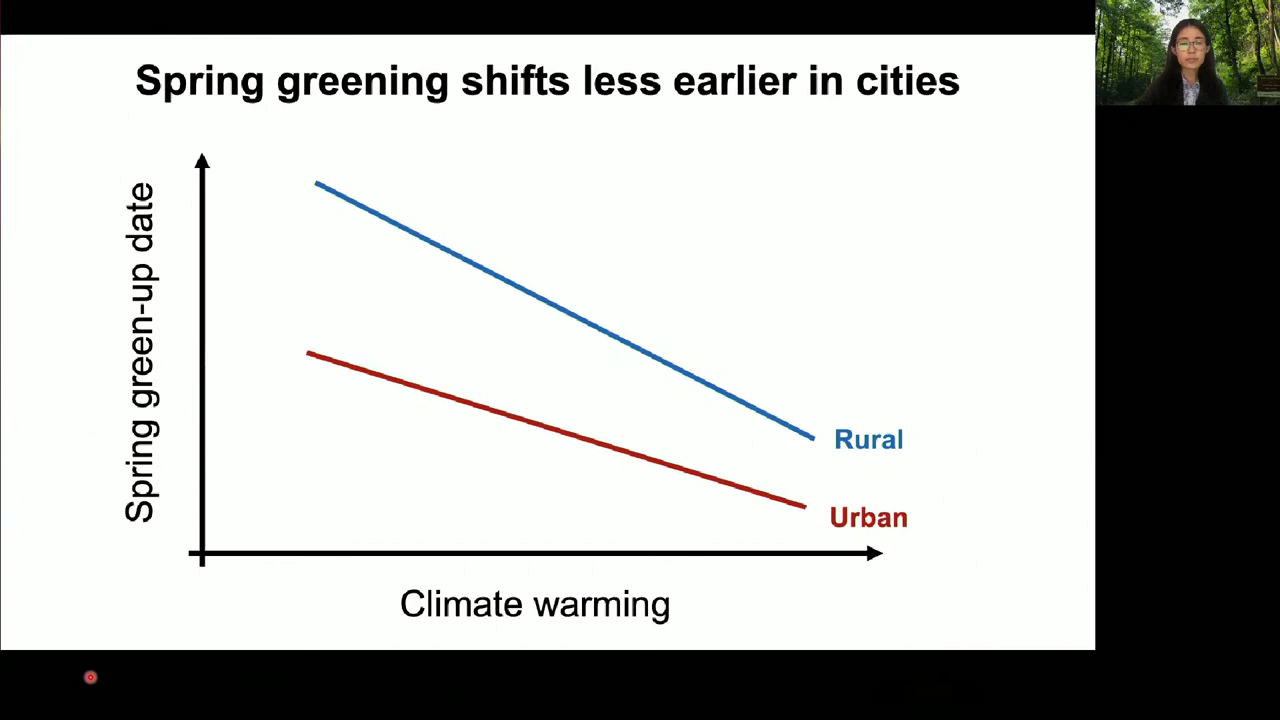 Spring greening shifts less earlier in cities
Spring green-up date
Rural
Urban
Climate warming